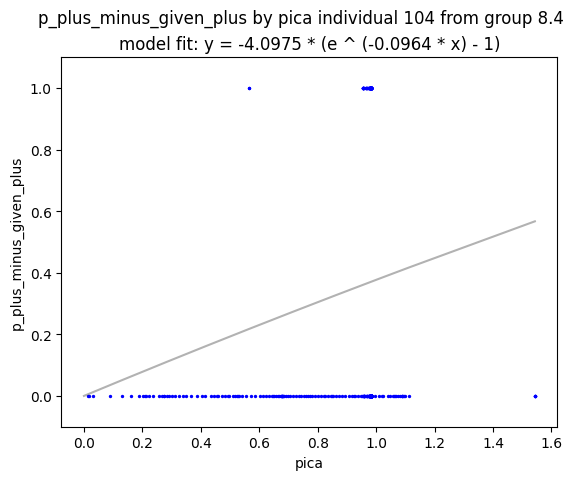 p_plus_minus_given_plus by pica individual 104 from group 8.4
model fit: y = -4.0975 * (e ^ (-0.0964 * x) - 1)
1.0
0.8
0.6
0.4
0.2
0.0
p_plus_minus_given_plus
0.0 0.2 0.4 0.6 0.8 1.0 1.2 1.4 1.6
pica